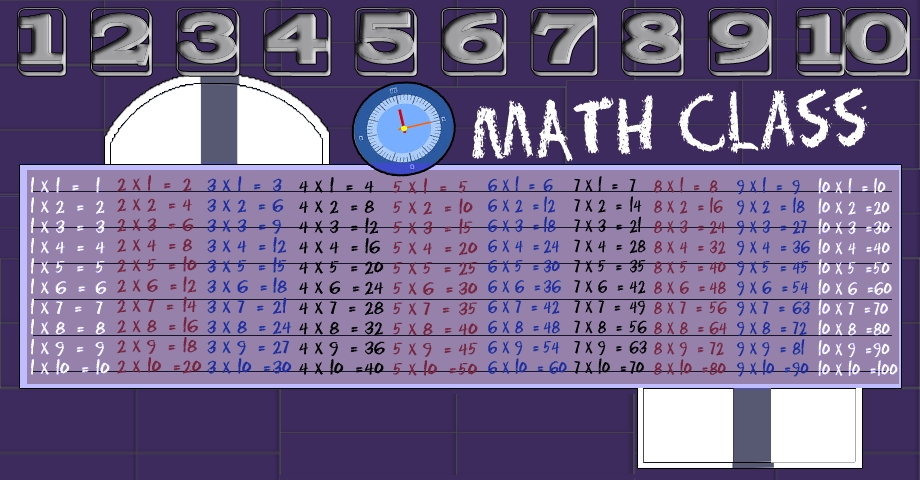 1 2 3 4 5 6 7 8 9 10
MATH CLASS
1 X 1 = 1 2 X 1 = 2 3 X 1 = 3 4 X 1 = 4 5 X 1 = 5 6 X 1 = 6 7 X 1 = 7 8 X 1 = 8 9 X 1 = 9 10 X 1 = 10
1 X 2 = 2 2 X 2 = 4 3 X 2 = 6 4 X 2 = 8 5 X 2 = 10 6 X 2 = 12 7 X 2 = 14 8 X 2 = 16 9 X 2 = 18 10 X 2 =20
1 X 3 = 3 2 X 3 = 6 3 X 3 = 9 4 X 3 = 12 5 X 3 = 15 6 X 3 = 18 7 X 3 = 21 8 X 3 = 24 9 X 3 = 27 10 X 3 =30
1 X 4 = 4 2 X 4 = 8 3 X 4 = 12 4 X 4 = 16 5 X 4 = 20 6 X 4 = 24 7 X 4 = 28 8 X 4 = 32 9 X 4 = 36 10 X 4 =40
1 X 5 = 5 2 X 5 = 10 3 X 5 = 15 4 X 5 = 20 5 X 5 = 25 6 X 5 = 30 7 X 5 = 35 8 X 5 = 40 9 X 5 = 45 10 X 5 =50
1 X 6 = 6 2 X 6 = 12 3 X 6 = 18 4 X 6 = 24 5 X 6 = 30 6 X 6 = 36 7 X 6 = 42 8 X 6 = 48 9 X 6 = 54 10 X 6 =60
1 X 7 = 7 2 X 7 = 14 3 X 7 = 21 4 X 7 = 28 5 X 7 = 35 6 X 7 = 42 7 X 7 = 49 8 X 7 = 56 9 X 7 = 63 10 X 7 =70
1 X 8 = 8 2 X 8 = 16 3 X 8 = 24 4 X 8 = 32 5 X 8 = 40 6 X 8 = 48 7 X 8 = 56 8 X 8 = 64 9 X 8 = 72 10 X 8 =80
1 X 9 = 9 2 X 9 = 18 3 X 9 = 27 4 X 9 = 36 5 X 9 = 45 6 X 9 = 54 7 X 9 = 63 8 X 9 = 72 9 X 9 = 81 10 X 9 =90
1 X 10 = 10 2 X 10 =20 3 X 10 =30 4 X 10 =40 5 X 10 =50 6 X 10 = 60 7 X 10 =70 8 X 10 =80 9 X 10 =90 10 X 10 =100